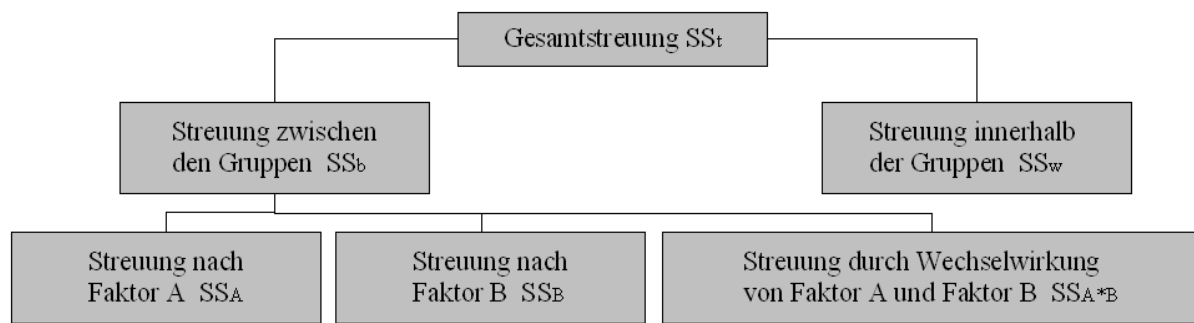 Gesamtstreuung SSt
Streuung zwischen
den Gruppen SSb
Streuung innerhalb
der Gruppen SSw
Streuung nach
Faktor A SSA
Streuung nach
Faktor B SSB
Streuung durch Wechselwirkung
von Faktor A und Faktor B SSA*B